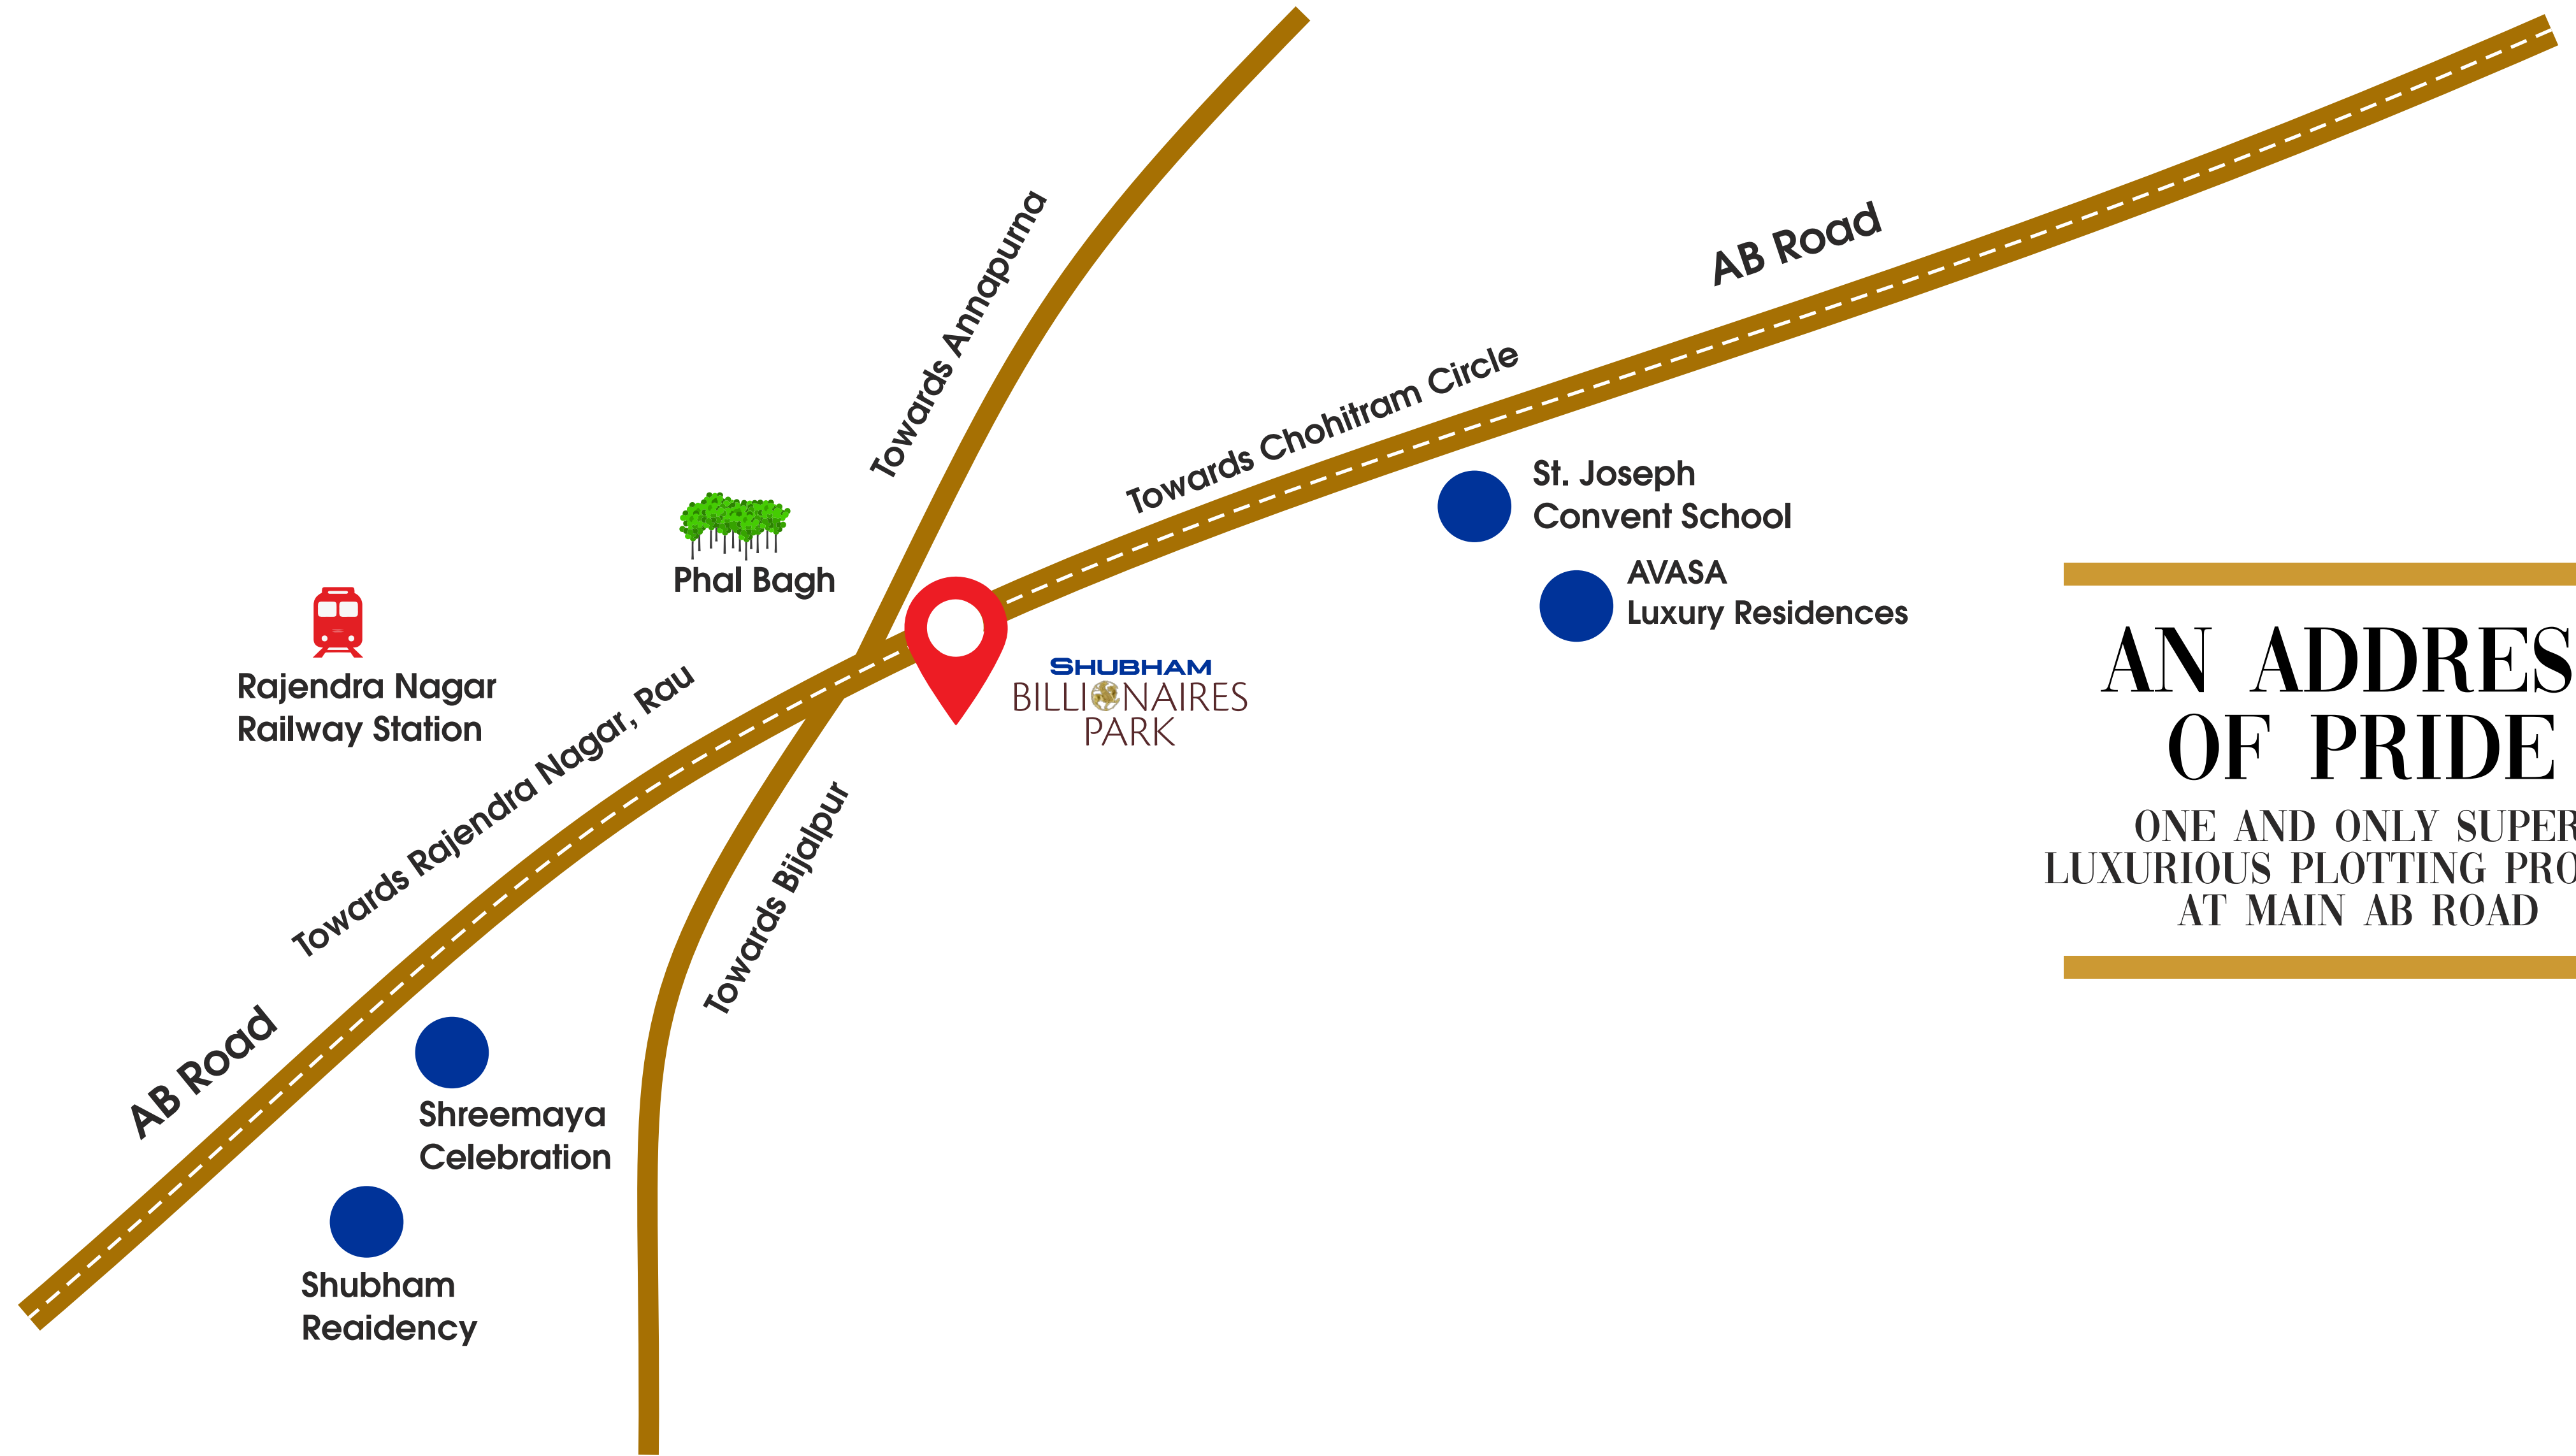 Towards Annapurna
AB Road
Towards Chohitram Circle
St. Joseph
Convent School
AVASA
Luxury Residences
Phal Bagh
Rajendra Nagar
Railway Station
Towards Rajendra Nagar, Rau
SHUBHAM
BILLIONAIRES
PARK
Towards Bijalpur
AB Road
Shreemaya
Celebration
Shubham
Reaidency
AN ADDRES
OF PRIDE
ONE AND ONLY SUPER
LUXURIOUS PLOTTING PRO
AT MAIN AB ROAD